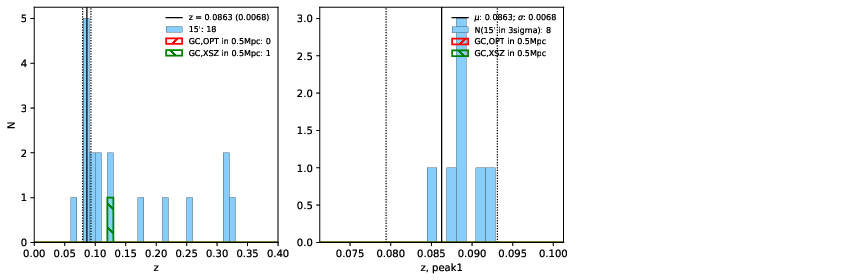 z = 0.0863 (0.0068)
15': 18
GC,OPT in 0.5Mpc: 0
GC,XSZ in 0.5Mpc: 1
N
5
4
3
2
1
0
0.00 0.05 0.10 0.15 0.20 0.25 0.30 0.35 0.40
z
μ: 0.0863; σ: 0.0068
N(15' in 3sigma): 8
GC,OPT in 0.5Mpc
GC,XSZ in 0.5Mpc
3.0
2.5
2.0
1.5
1.0
0.5
0.0
0.075 0.080 0.085 0.090 0.095 0.100
z, peak1